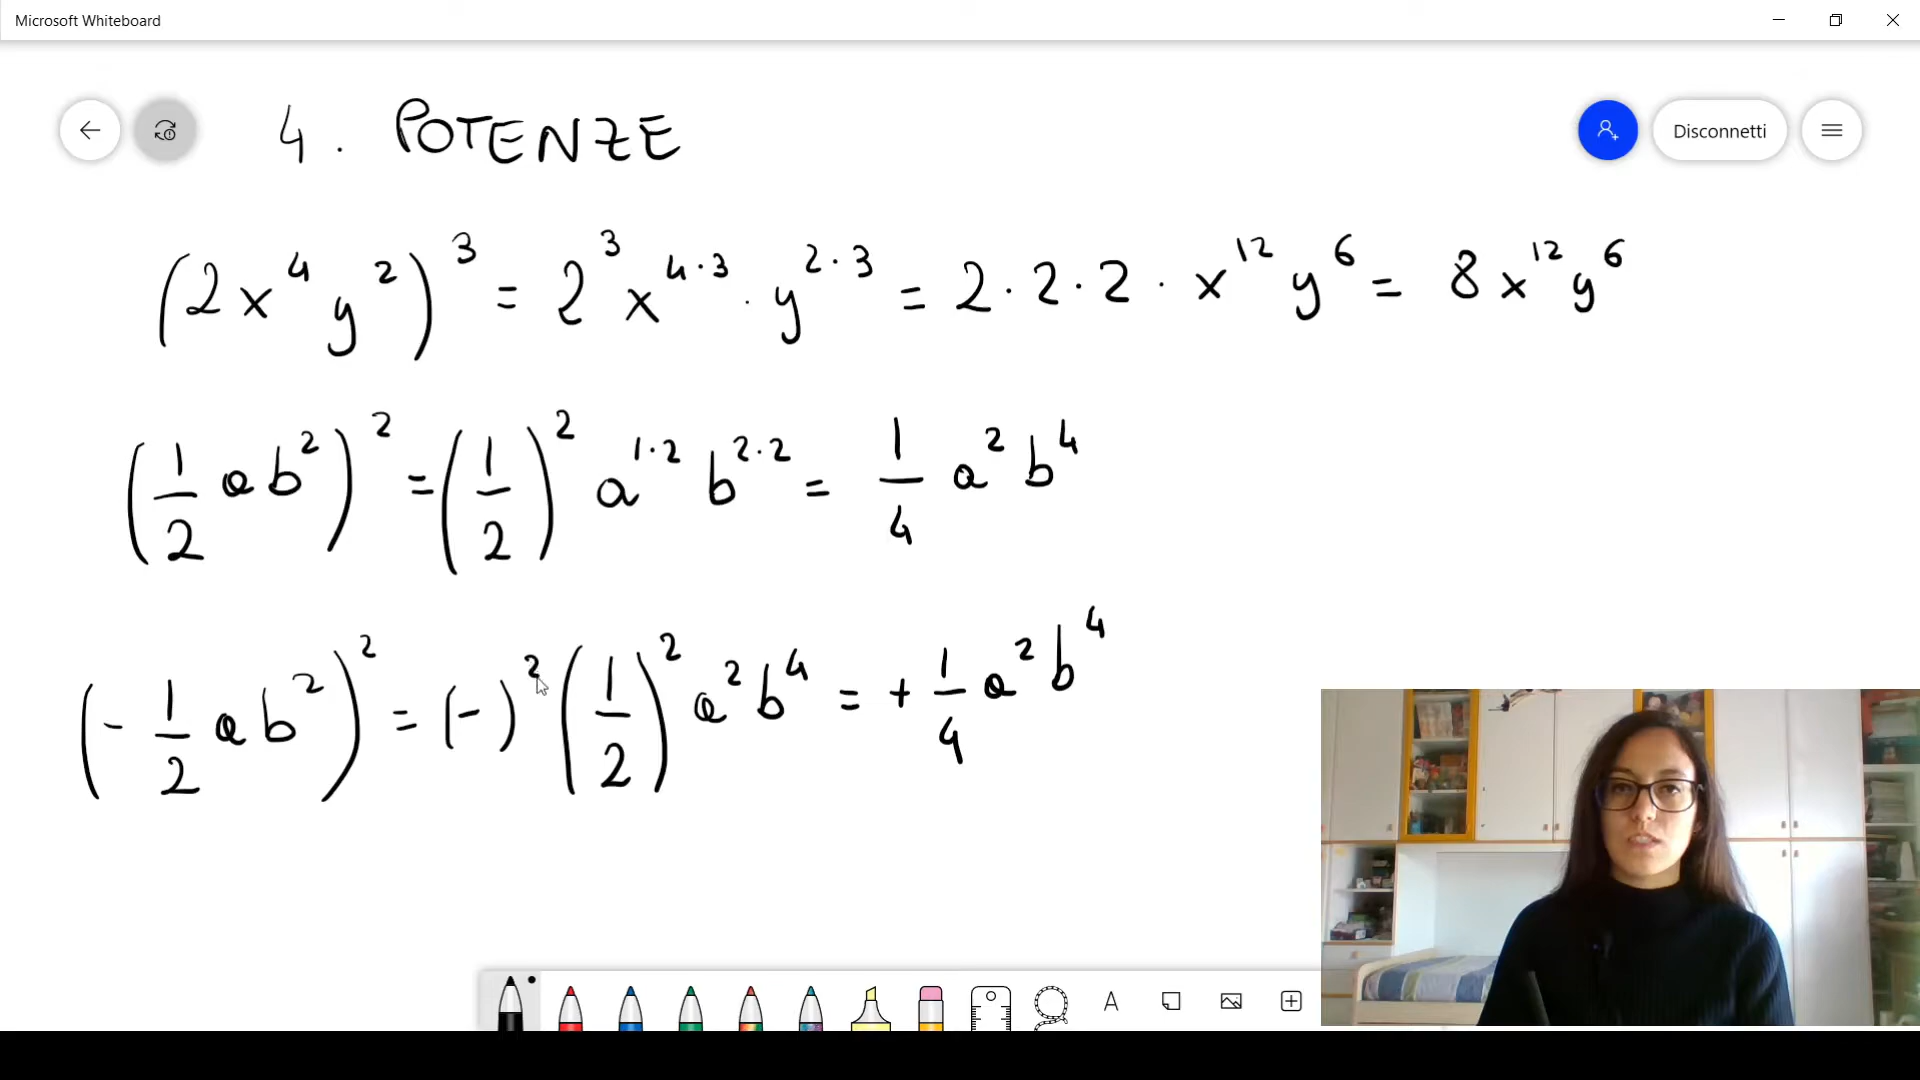 Microsoft Whiteboard
4. POTENZE
Disconnetti
(2x⁴y²)³ = 2³x⁴·³·y²·³ = 2·2·2·x¹²y⁶ = 8x¹²y⁶
(1/2 ab²)² = (1/2)² a¹·² b²·² = 1/4 a²b⁴
(-1/2 ab²)² = (-)² (1/2)² a²b⁴ = +1/4 a²b⁴
A